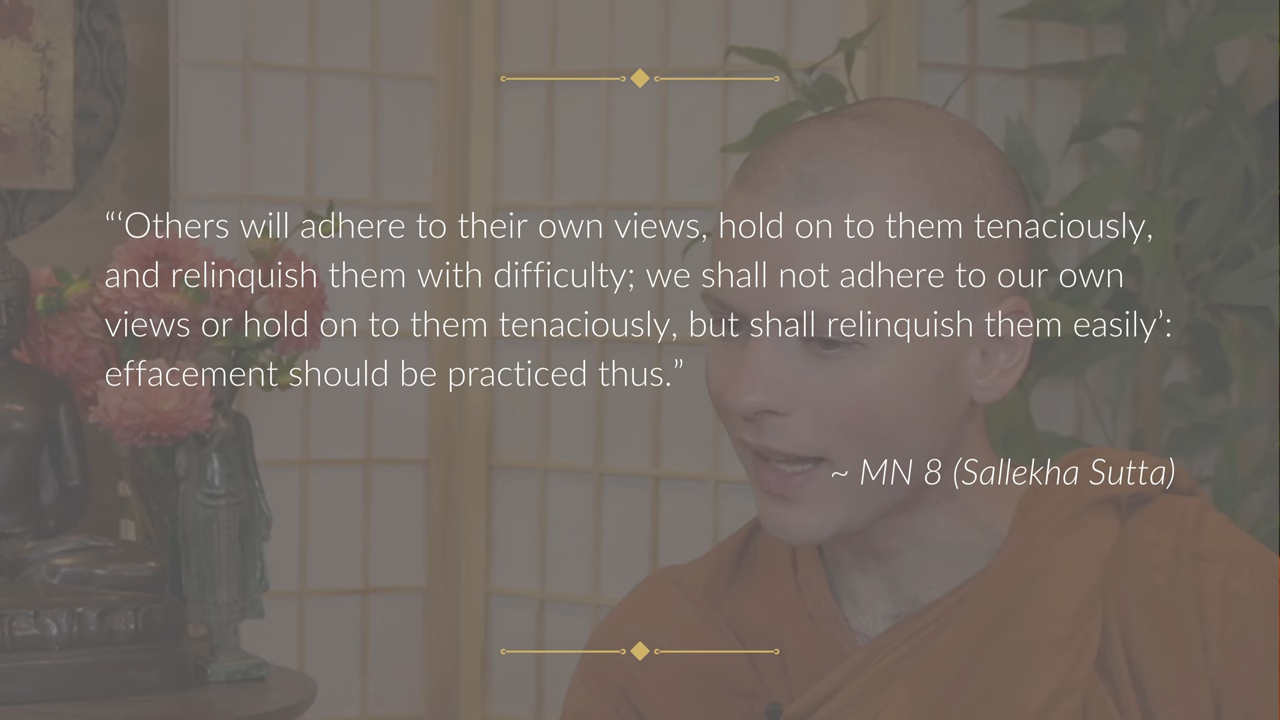 “‘Others will adhere to their own views, hold on to them tenaciously,
and relinquish them with difficulty; we shall not adhere to our own
views or hold on to them tenaciously, but shall relinquish them easily’:
effacement should be practiced thus.”
~ MN 8 (Sallekha Sutta)